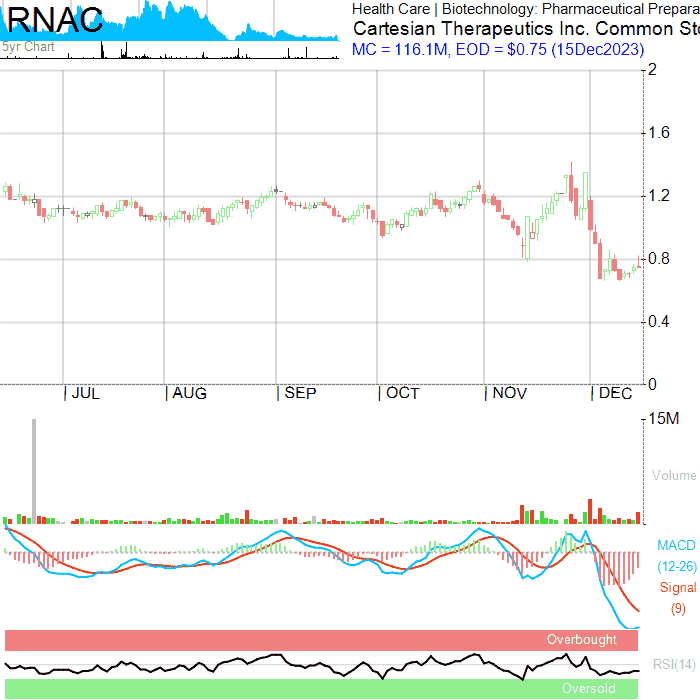 RNAC
5yr Chart
Health Care | Biotechnology: Pharmaceutical Prepara
Cartesian Therapeutics Inc. Common Sto
MC = 116.1M, EOD = $0.75 (15Dec2023)
2
1.6
1.2
0.8
0.4
0
JUL AUG SEP OCT NOV DEC
15M
Volume
MACD
(12-26)
Signal
(9)
Overbought
RSI(14)
Oversold